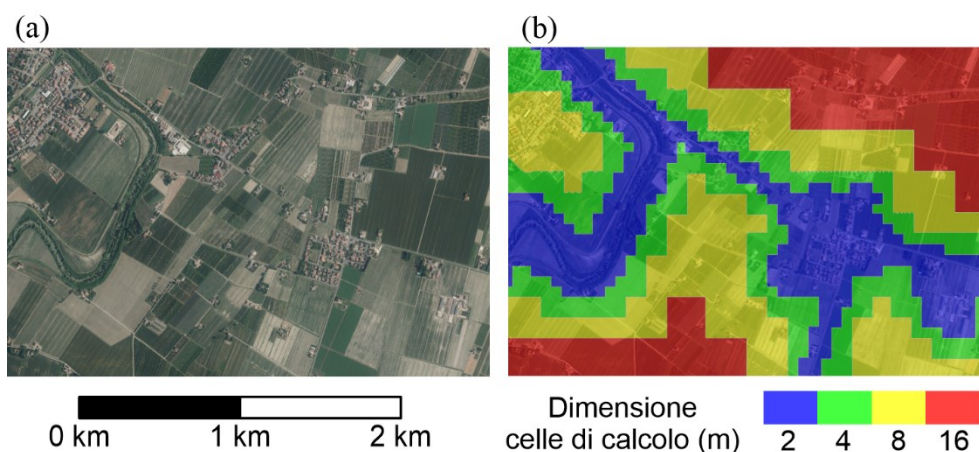 (a)
(b)
0 km 1 km 2 km
Dimensione
celle di calcolo (m)
2 4 8 16